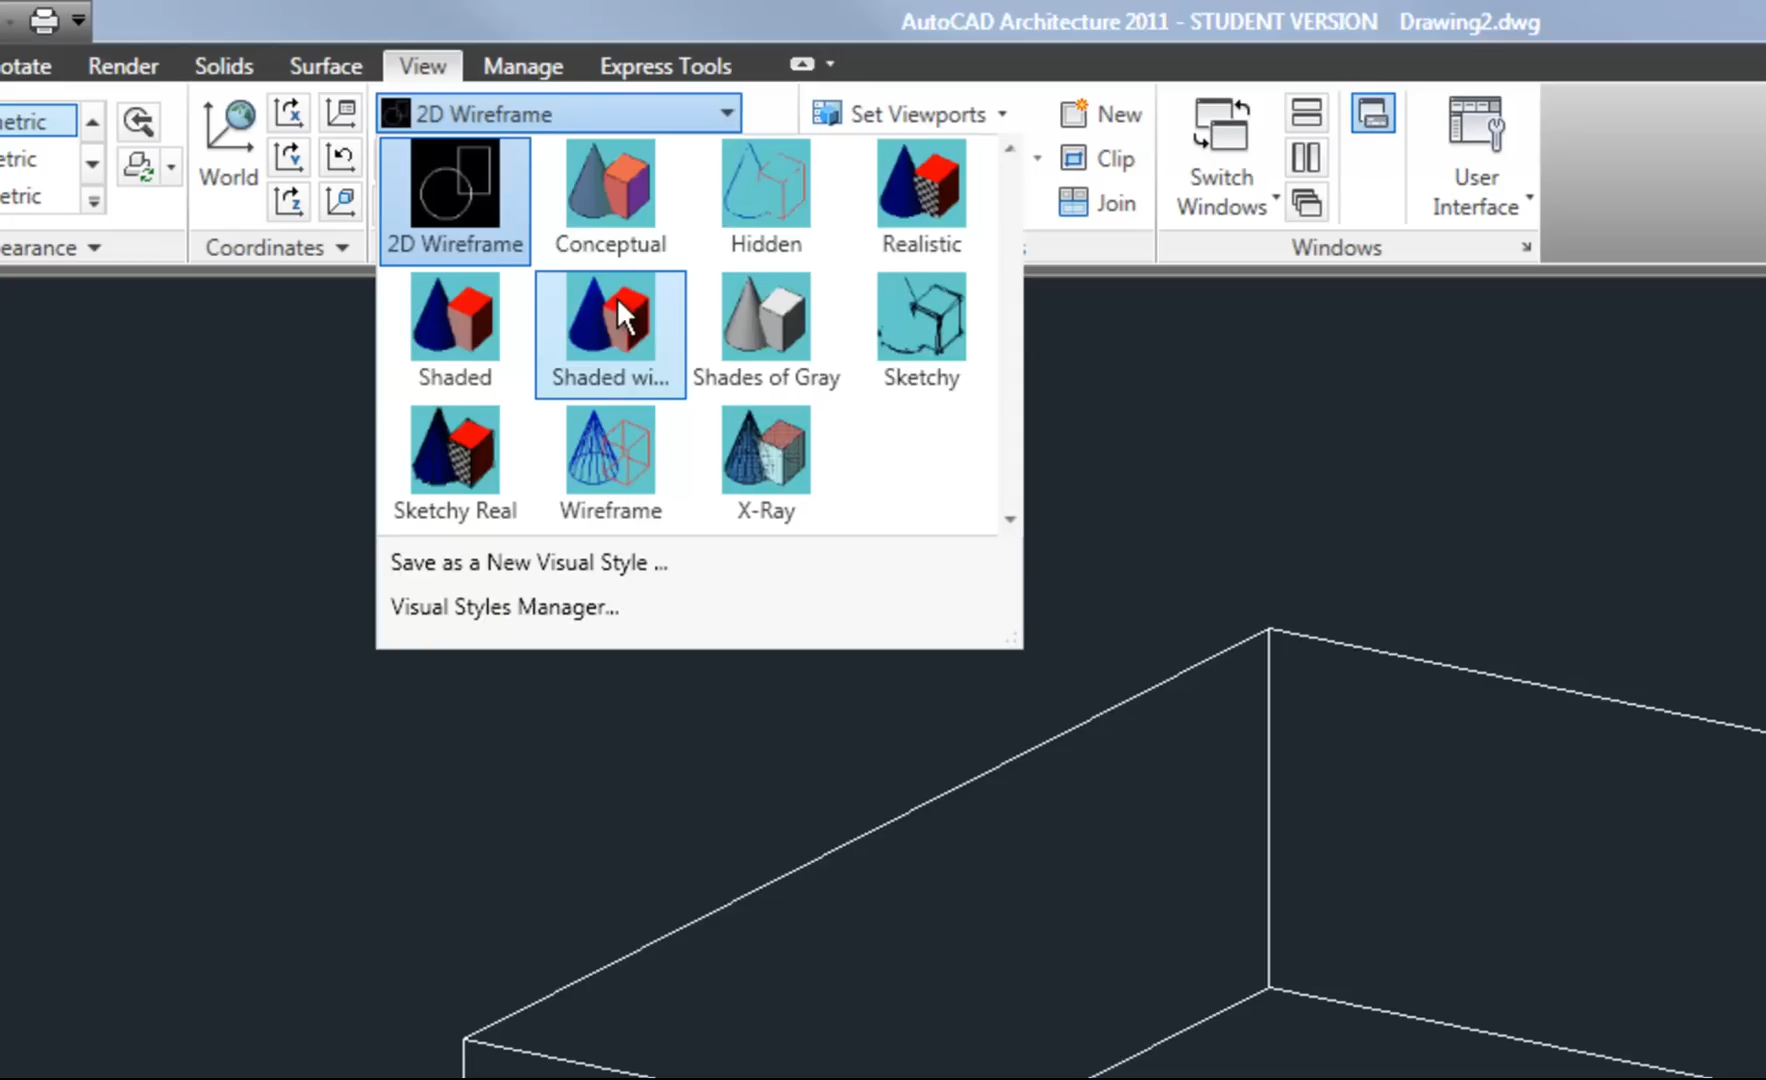 AutoCAD Architecture 2011 - STUDENT VERSION Drawing2.dwg
otate Render Solids Surface View Manage Express Tools
etric
etric
etric
earance
World
Coordinates
2D Wireframe
Set Viewports
New
Clip
Join
Switch
Windows
User
Interface
Windows
2D Wireframe Conceptual Hidden Realistic
Shaded Shaded wi... Shades of Gray Sketchy
Sketchy Real Wireframe X-Ray
Save as a New Visual Style ...
Visual Styles Manager...